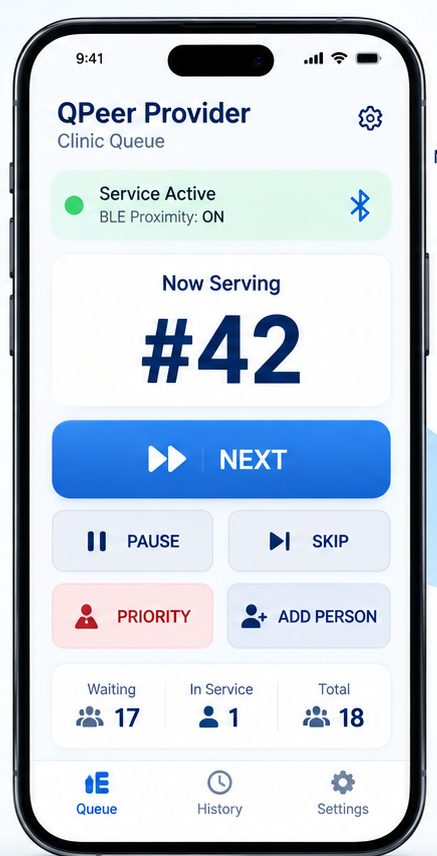 9:41
QPeer Provider
Clinic Queue
Service Active
BLE Proximity: ON
Now Serving
#42
NEXT
PAUSE
SKIP
PRIORITY
ADD PERSON
Waiting
In Service
Total
17
1
18
Queue
History
Settings